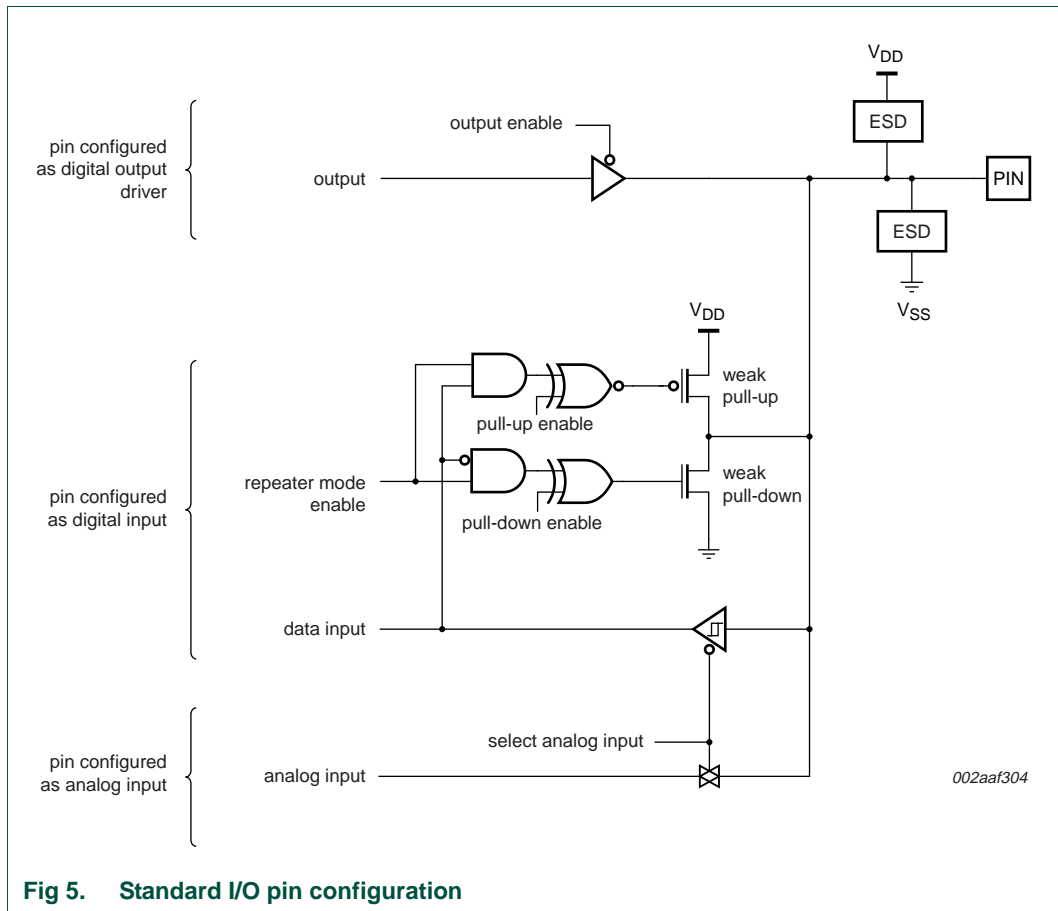 V_DD
ESD
output enable
pin configured
as digital output
driver
output
PIN
ESD
V_SS
V_DD
weak
pull-up
pull-up enable
pin configured
as digital input
repeater mode
enable
weak
pull-down
pull-down enable
data input
select analog input
pin configured
as analog input
analog input
002aaf304
Fig 5. Standard I/O pin configuration